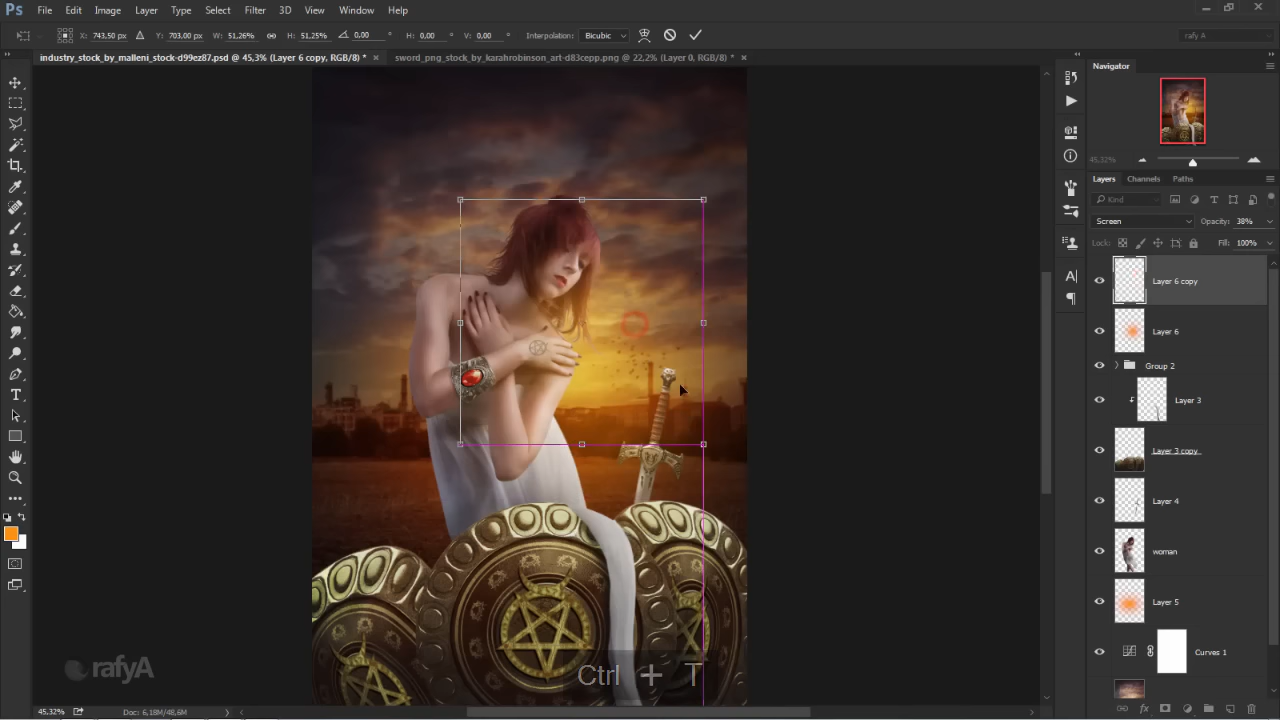 Ps File Edit Image Layer Type Select Filter 3D View Window Help
X: 743,50 px Y: 703,00 px W: 51,26% H: 51,25% 0,00 ° H: 0,00 ° V: 0,00 ° Interpolation: Bicubic rafy A
industry_stock_by_malleni_stock-d99ez87.psd @ 45,3% (Layer 6 copy, RGB/8) * × sword_png_stock_by_karahrobinson_art-d83cepp.png @ 22,2% (Layer 0, RGB/8) * ×
Navigator
45,32%
Layers Channels Paths
Kind
Screen Opacity: 38%
Lock: Fill: 100%
Layer 6 copy
Layer 6
Group 2
Layer 3
Layer 3 copy
Layer 4
woman
Layer 5
Curves 1
rafyA
Ctrl + T
45,32% Doc: 6,18M/48,6M